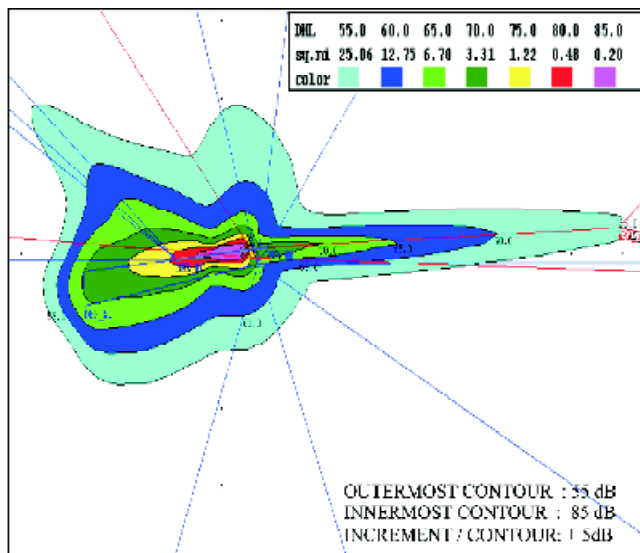 DNL 55.0 60.0 65.0 70.0 75.0 80.0 85.0
sq.mi 25.06 12.75 6.70 3.31 1.22 0.48 0.20
color
60.0
OUTERMOST CONTOUR : 55 dB
INNERMOST CONTOUR : 85 dB
INCREMENT / CONTOUR: + 5dB